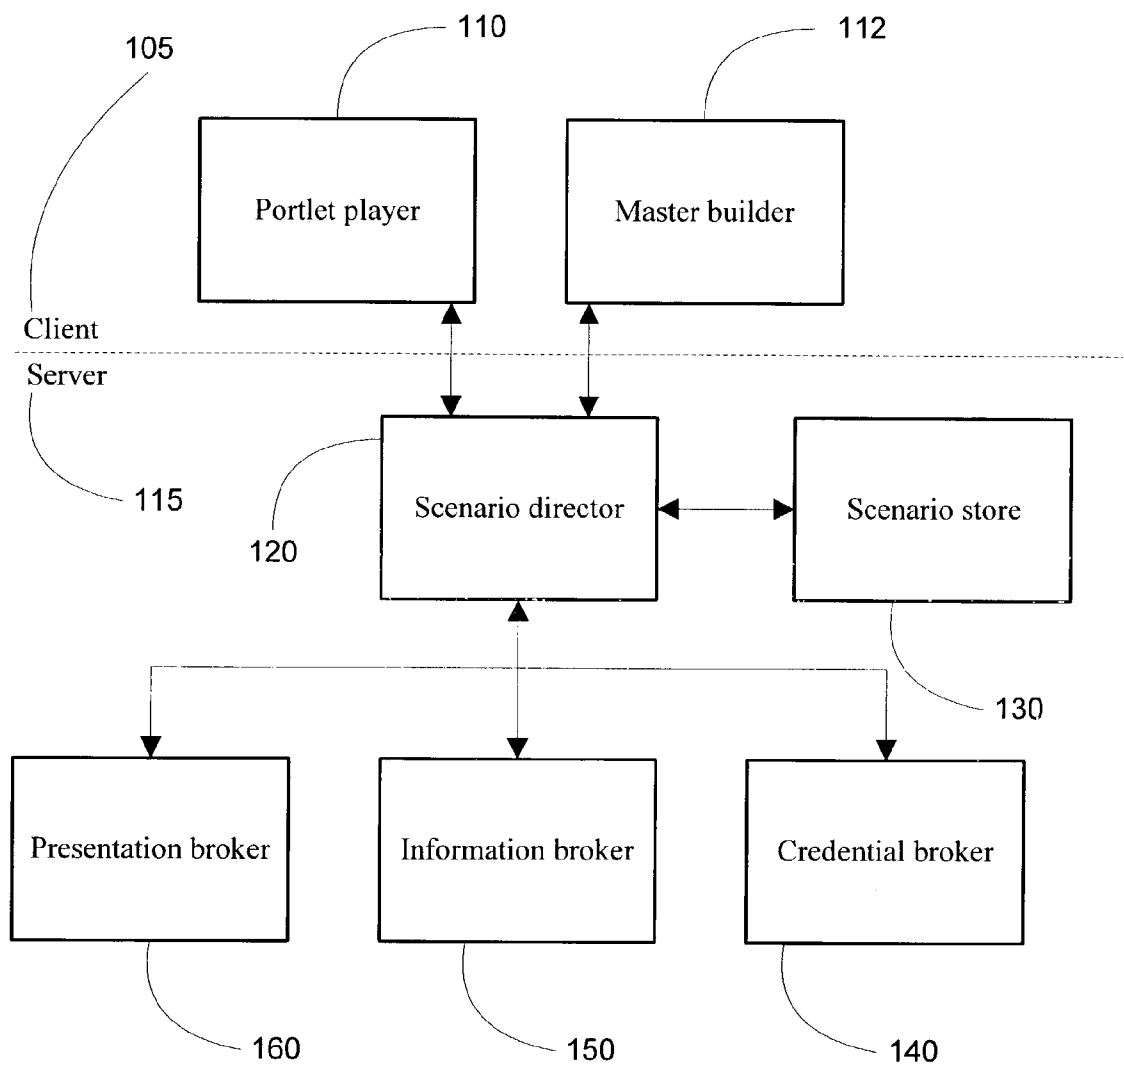 105
110
112
Portlet player
Master builder
Client
Server
115
120
Scenario director
Scenario store
130
Presentation broker
Information broker
Credential broker
160
150
140